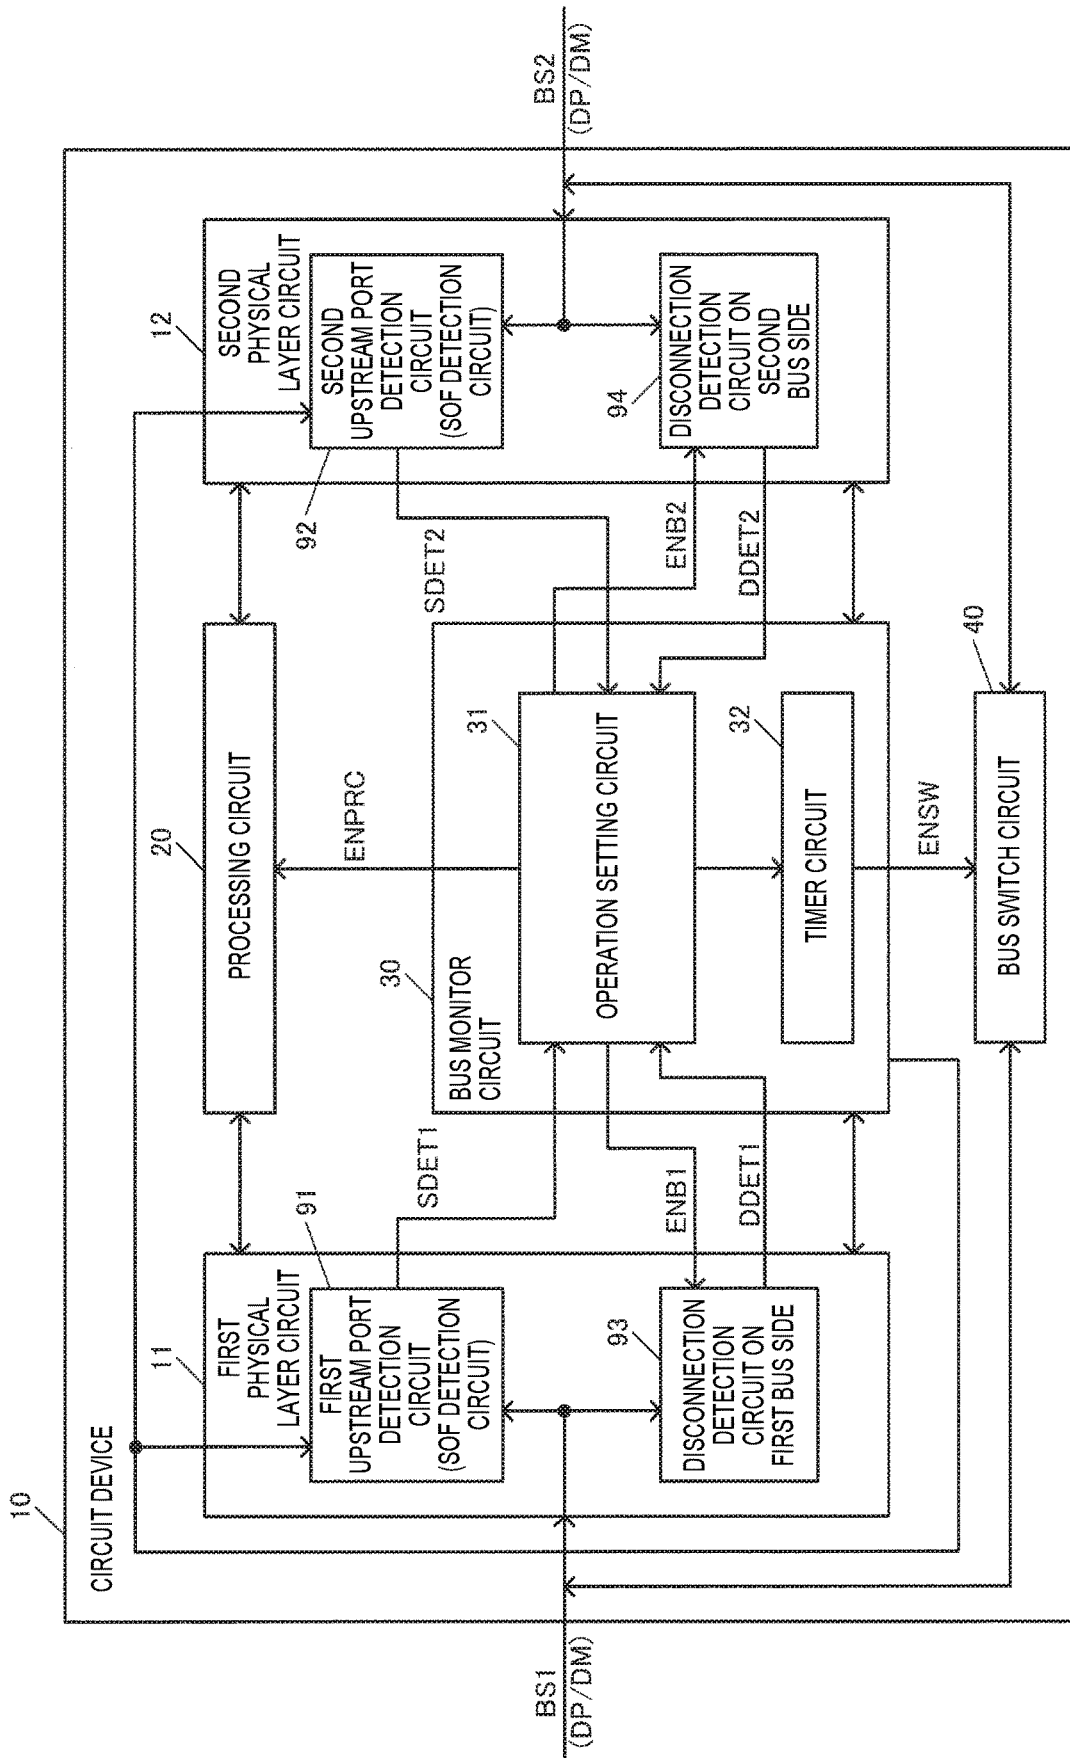 10
CIRCUIT DEVICE
11
FIRST
PHYSICAL
LAYER CIRCUIT
91
FIRST
UPSTREAM PORT
DETECTION
CIRCUIT
(SOF DETECTION
CIRCUIT)
93
DISCONNECTION
DETECTION
CIRCUIT ON
FIRST BUS SIDE
BS1
(DP/DM)
SDET1
ENB1
DDET1
20
PROCESSING CIRCUIT
ENPRC
30
BUS MONITOR
CIRCUIT
31
OPERATION SETTING CIRCUIT
32
TIMER CIRCUIT
ENSW
40
BUS SWITCH CIRCUIT
SDET2
ENB2
DDET2
12
SECOND
PHYSICAL
LAYER CIRCUIT
92
SECOND
UPSTREAM PORT
DETECTION
CIRCUIT
(SOF DETECTION
CIRCUIT)
94
DISCONNECTION
DETECTION
CIRCUIT ON
SECOND
BUS SIDE
BS2
(DP/DM)